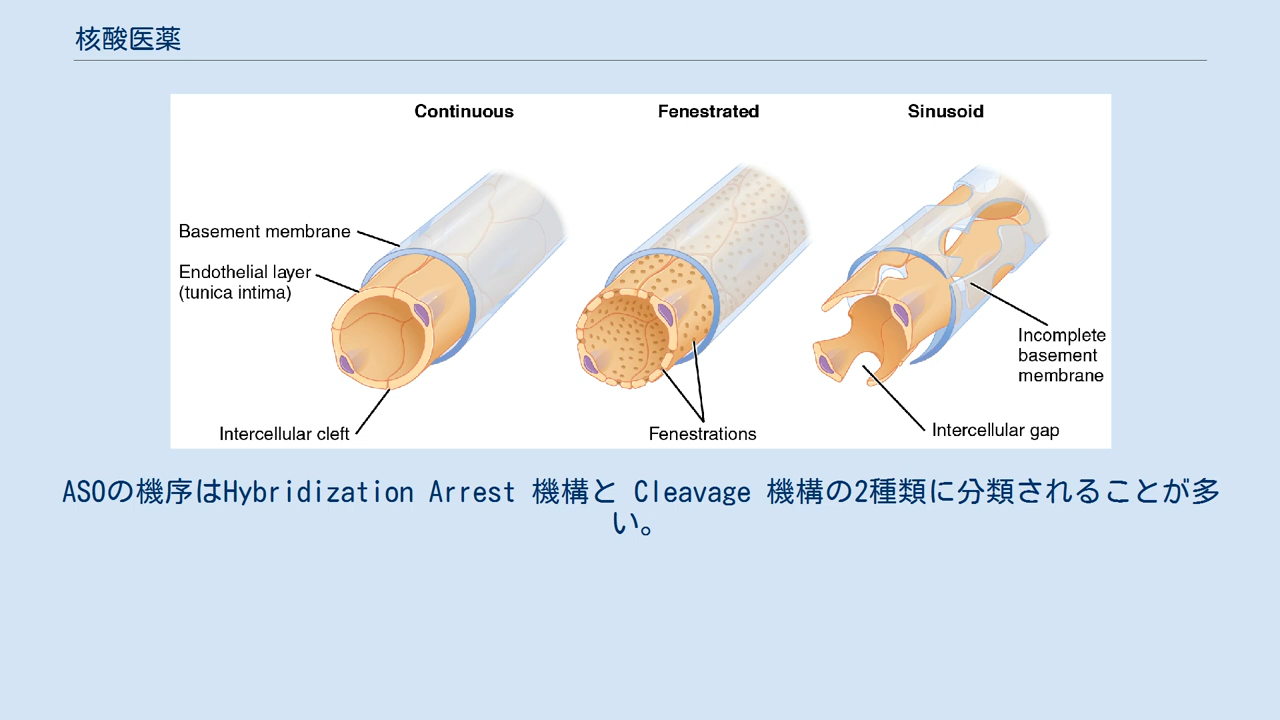 核酸医薬
Continuous
Fenestrated
Sinusoid
Basement membrane
Endothelial layer
(tunica intima)
Intercellular cleft
Fenestrations
Incomplete
basement
membrane
Intercellular gap
ASOの機序はHybridization Arrest 機構と Cleavage 機構の2種類に分類されることが多
い。